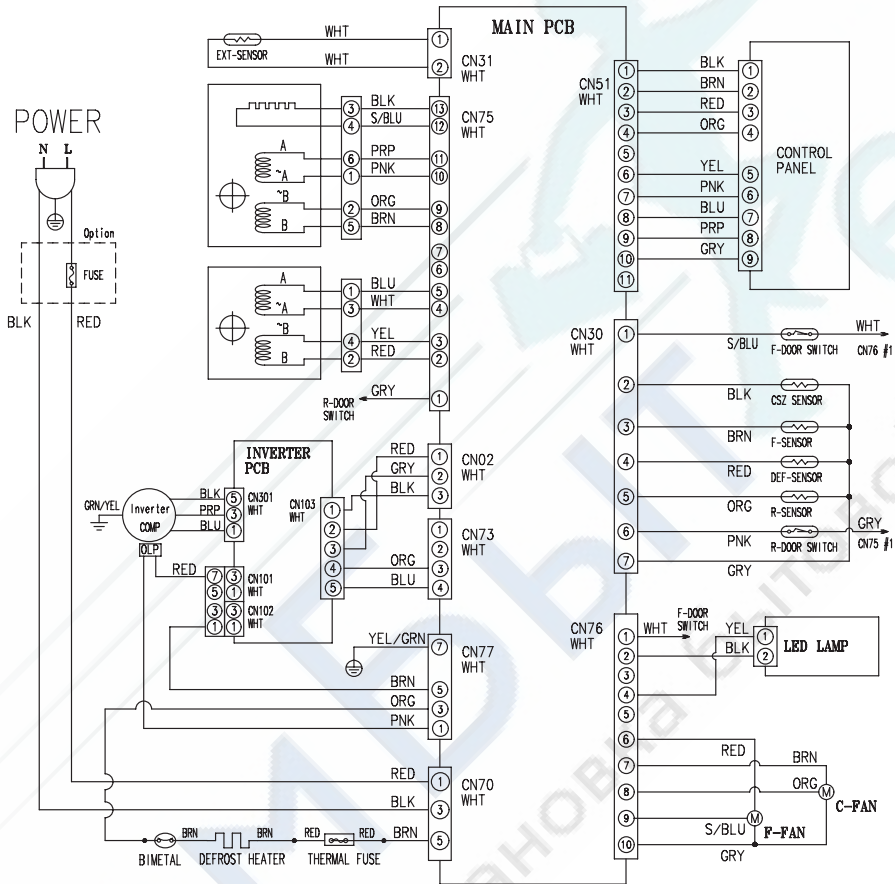 MAIN PCB
WHT
EXT-SENSOR
WHT
1
2
CN31
WHT
POWER
N L
Option
FUSE
BLK
RED
3 BLK 13
4 S/BLU 12
CN75
WHT
A
6 PRP 11
~A
1 PNK 10
~B
2 ORG 9
B
5 BRN 8
7
6
A
1 BLU 5
~A
3 WHT 4
~B
4 YEL 3
B
2 RED 2
GRY 1
R-DOOR
SWITCH
CN51
WHT
1 BLK 1
2 BRN 2
3 RED 3
4 ORG 4
5
6 YEL 5
7 PNK 6
8 BLU 7
9 PRP 8
10 GRY 9
11
CONTROL
PANEL
CN30
WHT
1
S/BLU F-DOOR SWITCH
WHT
CN76 #1
2
BLK CSZ SENSOR
3
BRN F-SENSOR
4
RED DEF-SENSOR
5
ORG R-SENSOR
6
PNK R-DOOR SWITCH
GRY
CN75 #1
7
GRY
INVERTER
PCB
CN103
WHT
1
2
3
4
5
RED 1
GRY 2
BLK 3
CN02
WHT
1
2
ORG 3
BLU 4
CN73
WHT
GRN/YEL
Inverter
COMP
OLP
BLK 5
PRP 3
BLU 1
CN301
WHT
RED 7 3
5 1
CN101
WHT
3 3
1 1
CN102
WHT
YEL/GRN 7
BRN 5
ORG 3
PNK 1
CN77
WHT
RED 1
BLK 3
BRN 5
CN70
WHT
BRN BRN RED RED
BIMETAL DEFROST HEATER THERMAL FUSE
CN76
WHT
1 WHT
F-DOOR
SWITCH
2
3
4
5
6
7
8
9
10
YEL 1
BLK 2
LED LAMP
RED
BRN
ORG
M
C-FAN
S/BLU
M
F-FAN
GRY